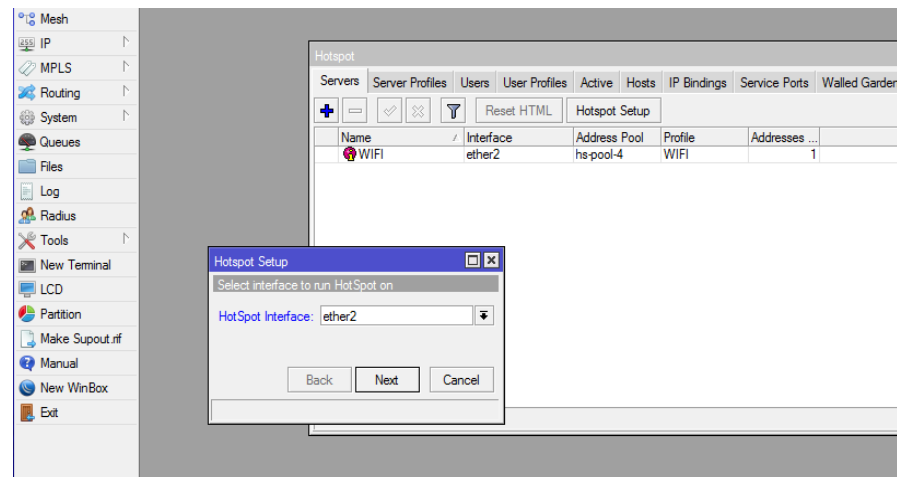 Mesh
IP
MPLS
Routing
System
Queues
Files
Log
Radius
Tools
New Terminal
LCD
Partition
Make Supout.rif
Manual
New WinBox
Exit
Hotspot
Servers Server Profiles Users User Profiles Active Hosts IP Bindings Service Ports Walled Garden
Reset HTML Hotspot Setup
Name Interface Address Pool Profile Addresses ...
WIFI ether2 hs-pool-4 WIFI 1
Hotspot Setup
Select interface to run HotSpot on
HotSpot Interface: ether2
Back Next Cancel